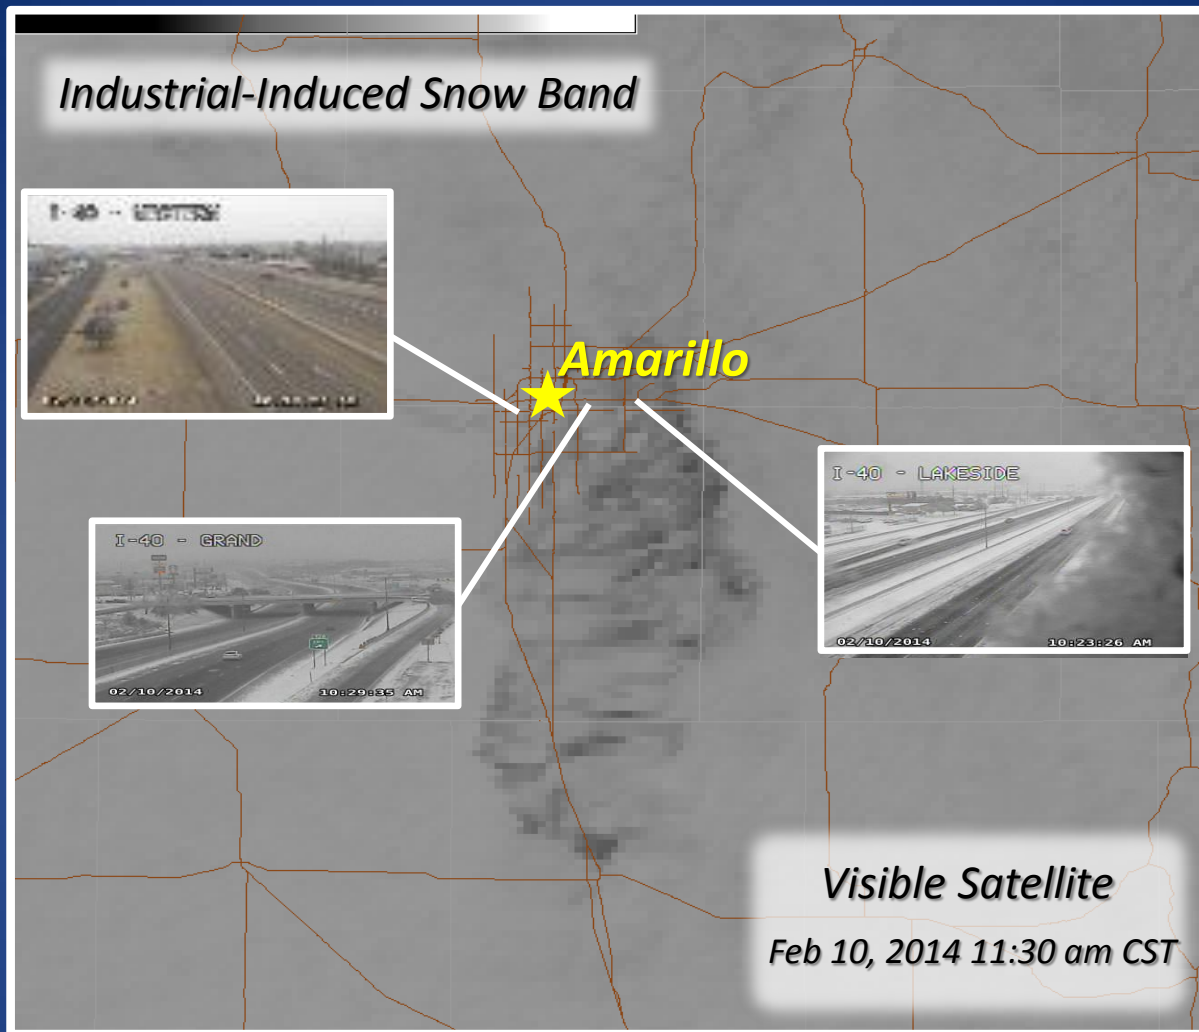 Industrial-Induced Snow Band
I-40 -
Amarillo
I-40 - LAKESIDE
02/10/2014 10:23:26 AM
I-40 - GRAND
02/10/2014 10:29:35 AM
Visible Satellite
Feb 10, 2014 11:30 am CST